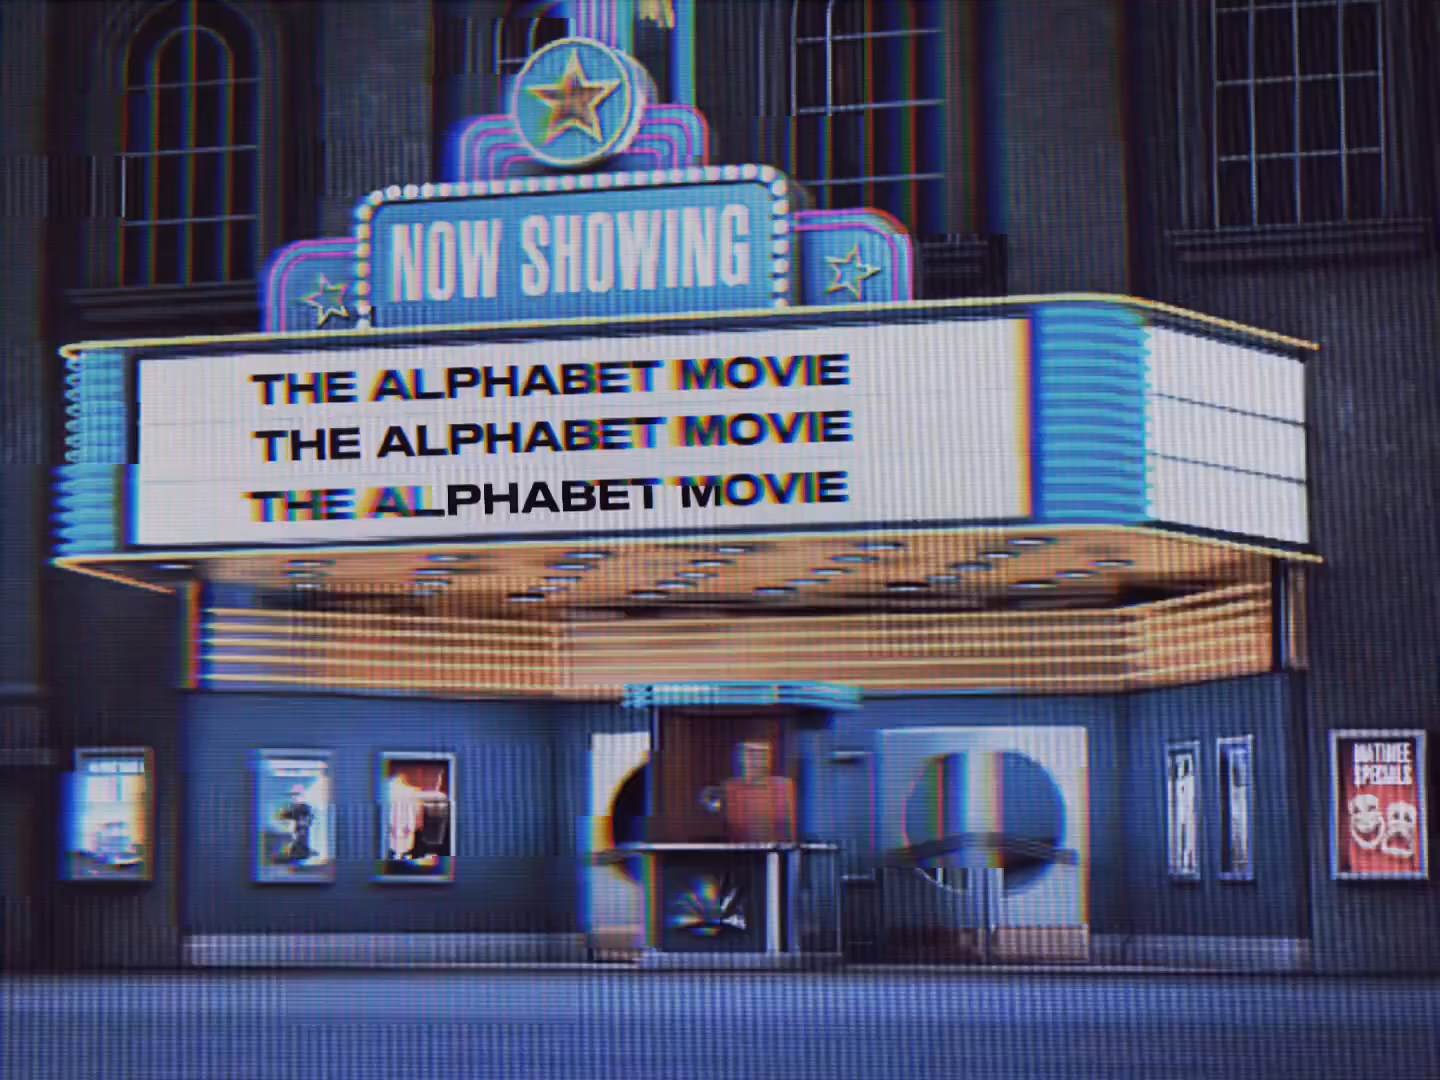 NOW SHOWING
THE ALPHABET MOVIE
THE ALPHABET MOVIE
THE ALPHABET MOVIE
MATINEE
SPECIALS